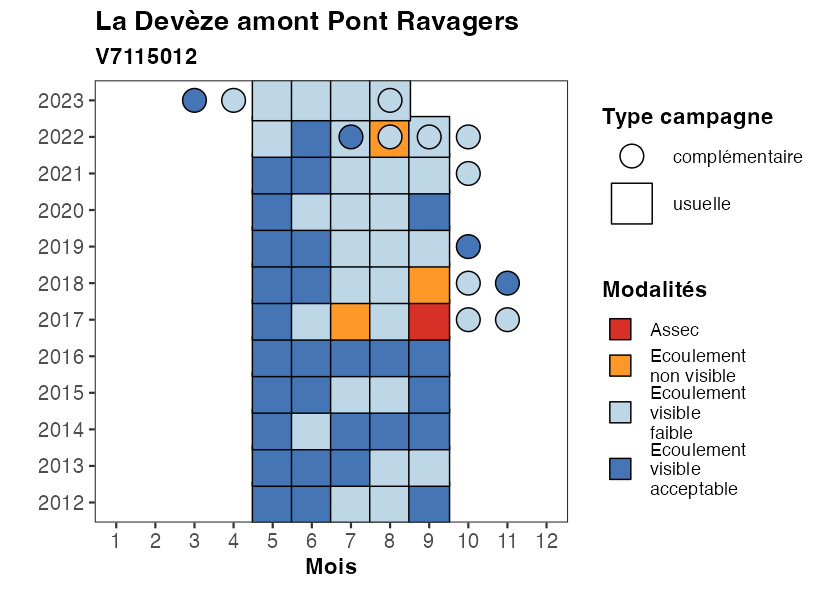 La Devèze amont Pont Ravagers
V7115012
2023
2022
2021
2020
2019
2018
2017
2016
2015
2014
2013
2012
1 2 3 4 5 6 7 8 9 10 11 12
Mois
Type campagne
complémentaire
usuelle
Modalités
Assec
Ecoulement
non visible
Ecoulement
visible
faible
Ecoulement
visible
acceptable